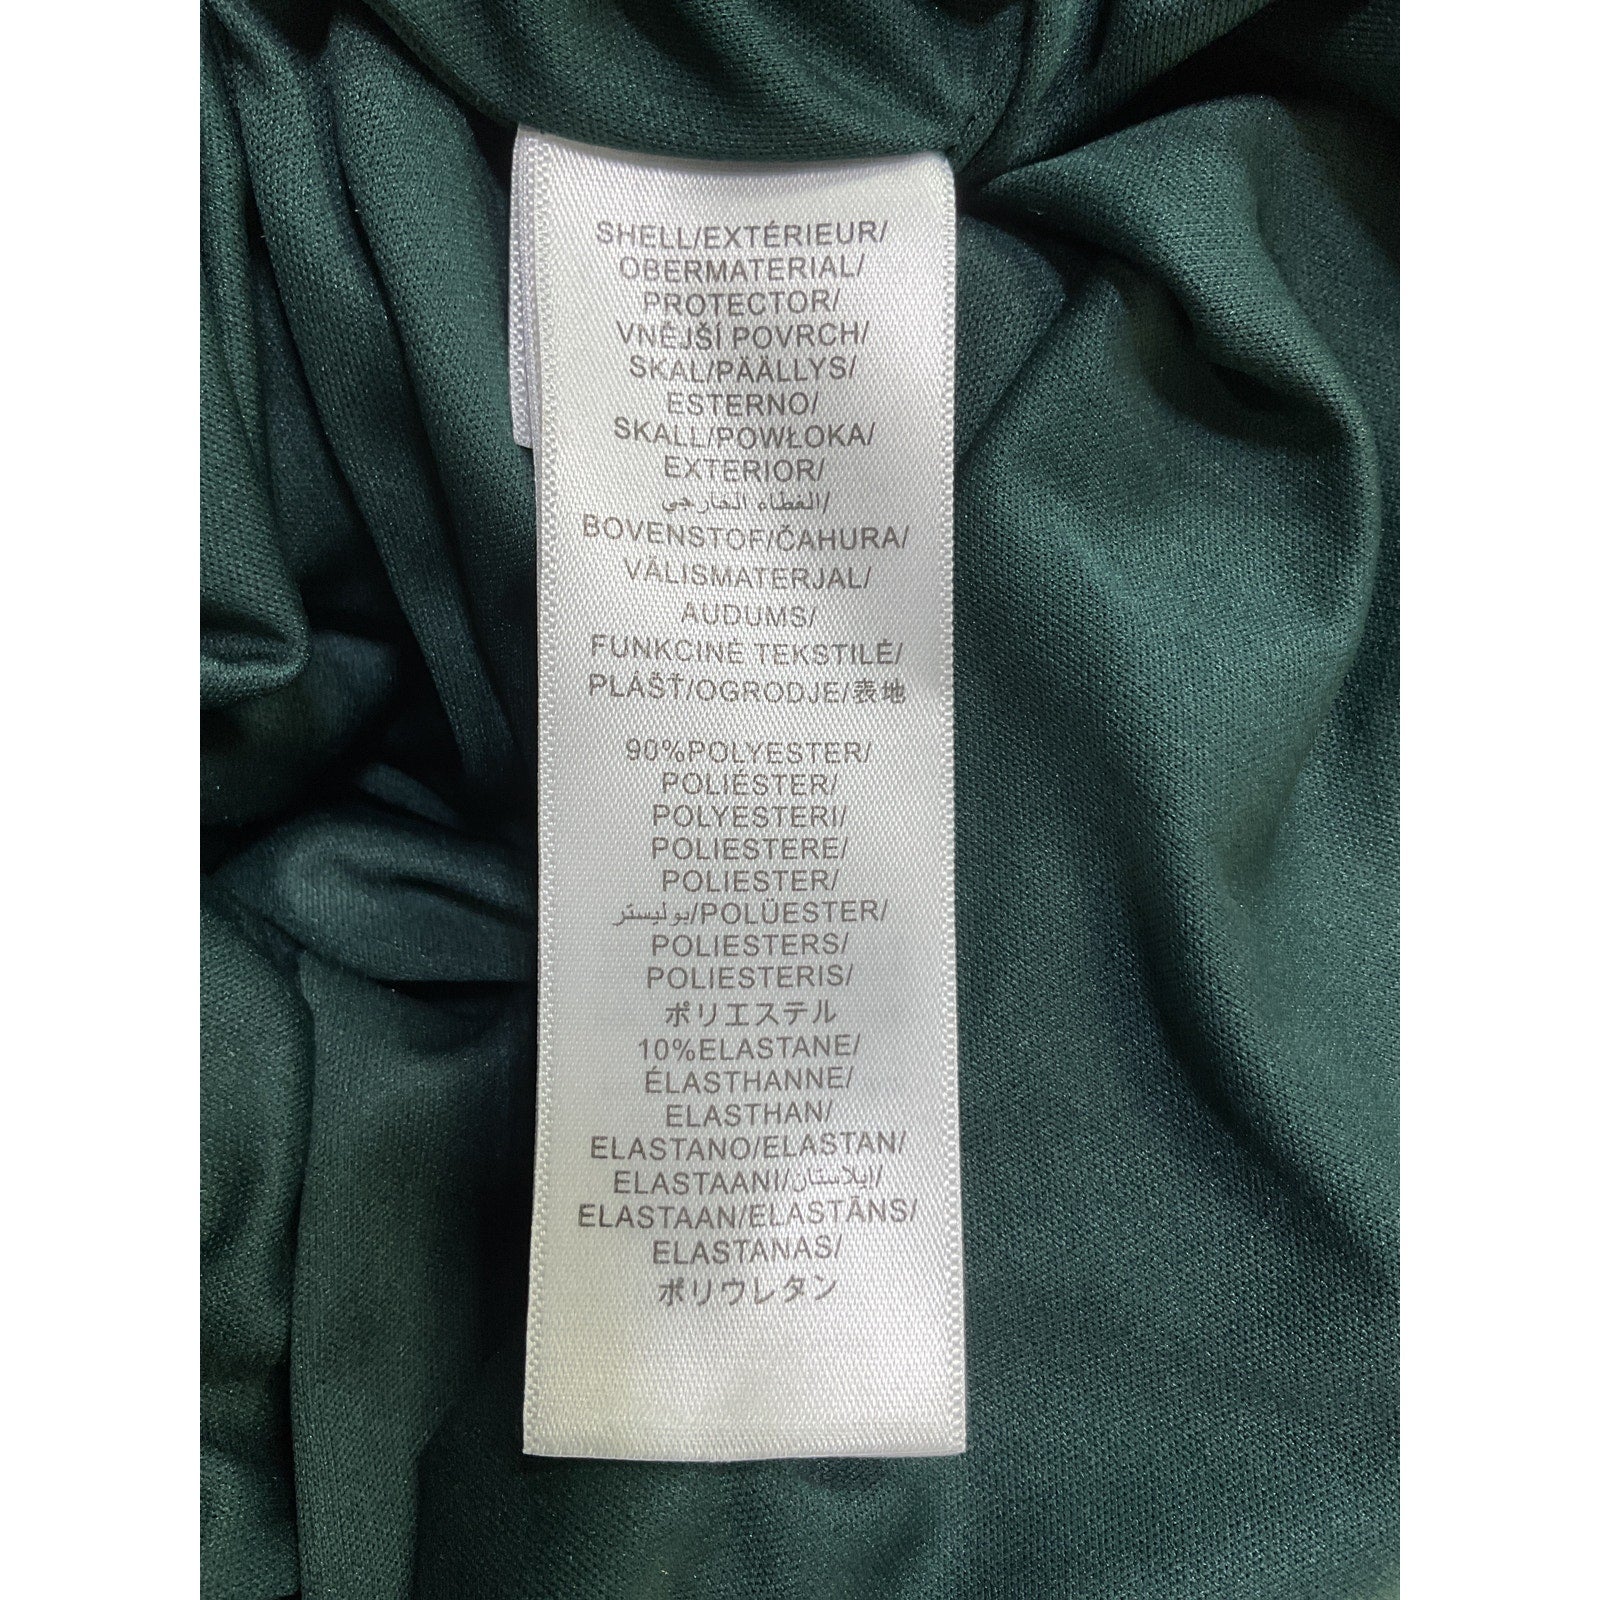 SHELL/EXTÉRIEUR/
OBERMATERIAL/
PROTECTOR/
VNĚJŠÍ POVRCH/
SKAL/PÄÄLLYS/
ESTERNO/
SKALL/POWŁOKA/
EXTERIOR/
الغطاء الخارجي/
BOVENSTOF/ČAHURA/
VÄLISMATERJAL/
AUDUMS/
FUNKCINĖ TEKSTILĖ/
PLÁŠŤ/OGRODJE/表地
90%POLYESTER/
POLIÉSTER/
POLYESTERI/
POLIESTERE/
POLIESTER/
بوليستر/POLÜESTER/
POLIESTERS/
POLIESTERIS/
ポリエステル
10%ELASTANE/
ÉLASTHANNE/
ELASTHAN/
ELASTANO/ELASTAN/
ELASTAANI/إيلاستان/
ELASTAAN/ELASTĀNS/
ELASTANAS/
ポリウレタン